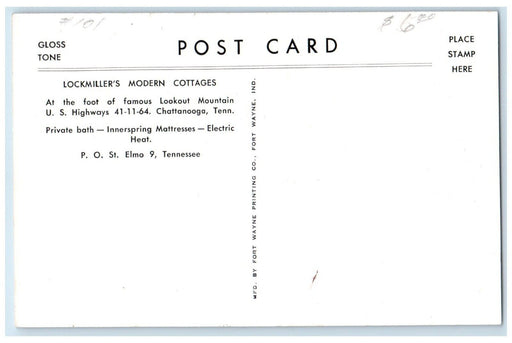 #101
$6.00
GLOSS
TONE
POST CARD
PLACE
STAMP
HERE
LOCKMILLER'S MODERN COTTAGES
At the foot of famous Lookout Mountain
U. S. Highways 41-11-64, Chattanooga, Tenn.
Private bath — Innerspring Mattresses — Electric
Heat.
P. O. St. Elmo 9, Tennessee
MFG. BY FORT WAYNE PRINTING CO., FORT WAYNE, IND.